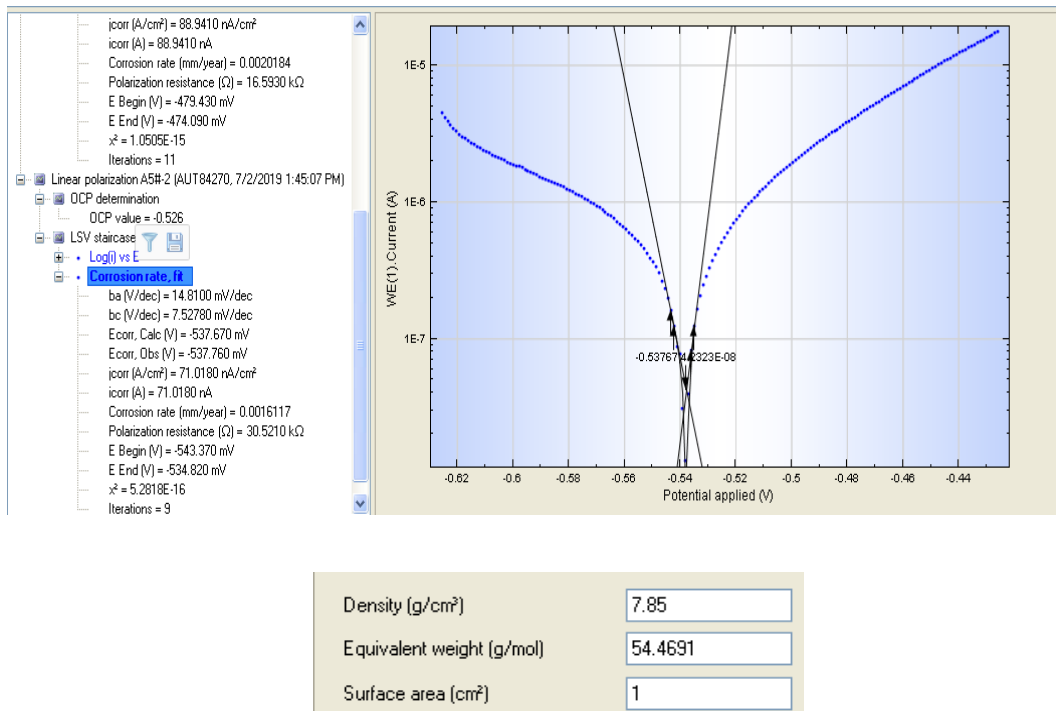 jcorr (A/cm²) = 88.9410 nA/cm²
icorr (A) = 88.9410 nA
Corrosion rate (mm/year) = 0.0020184
Polarization resistance (Ω) = 16.5930 kΩ
E Begin (V) = -479.430 mV
E End (V) = -474.090 mV
x² = 1.0505E-15
Iterations = 11
Linear polarization A5#-2 (AUT84270, 7/2/2019 1:45:07 PM)
OCP determination
OCP value = -0.526
LSV staircase
Log(i) vs E
Corrosion rate, fit
ba (V/dec) = 14.8100 mV/dec
bc (V/dec) = 7.52780 mV/dec
Ecorr, Calc (V) = -537.670 mV
Ecorr, Obs (V) = -537.760 mV
jcorr (A/cm²) = 71.0180 nA/cm²
icorr (A) = 71.0180 nA
Corrosion rate (mm/year) = 0.0016117
Polarization resistance (Ω) = 30.5210 kΩ
E Begin (V) = -543.370 mV
E End (V) = -534.820 mV
x² = 5.2818E-16
Iterations = 9
WE(1).Current (A)
1E-5
1E-6
1E-7
-0.53767 4.2323E-08
-0.62 -0.6 -0.58 -0.56 -0.54 -0.52 -0.5 -0.48 -0.46 -0.44
Potential applied (V)
Density (g/cm³) 7.85
Equivalent weight (g/mol) 54.4691
Surface area (cm²) 1